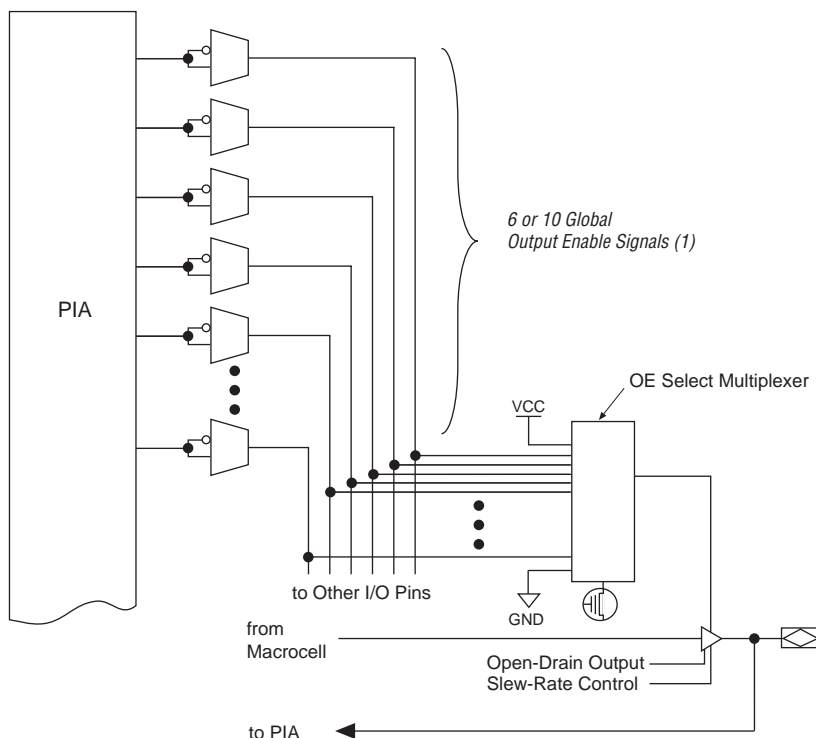 PIA
6 or 10 Global
Output Enable Signals (1)
OE Select Multiplexer
VCC
to Other I/O Pins
GND
from
Macrocell
Open-Drain Output
Slew-Rate Control
to PIA